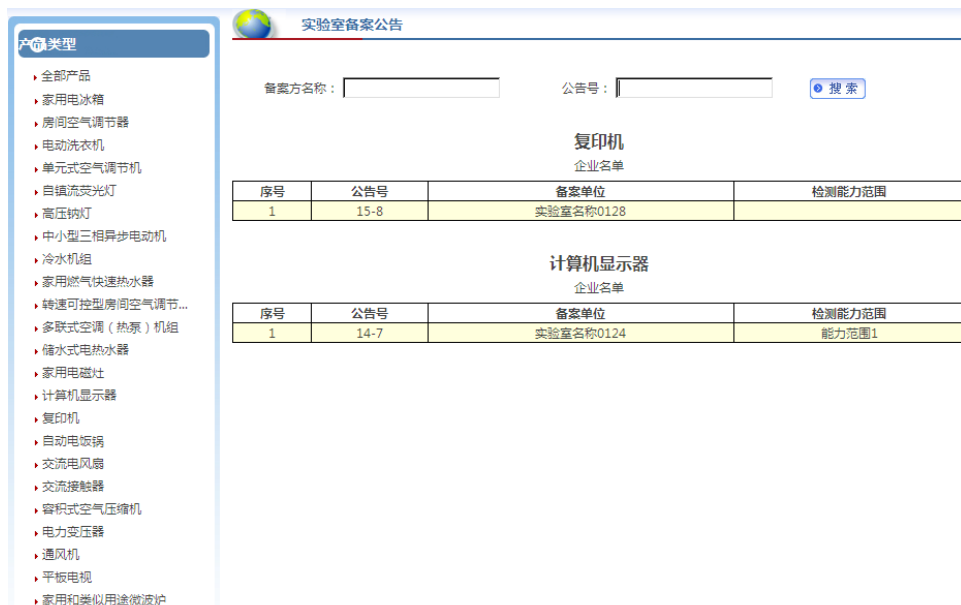 产品类型
全部产品
家用电冰箱
房间空气调节器
电动洗衣机
单元式空气调节机
自镇流荧光灯
高压钠灯
中小型三相异步电动机
冷水机组
家用燃气快速热水器
转速可控型房间空气调节...
多联式空调（热泵）机组
储水式电热水器
家用电磁灶
计算机显示器
复印机
自动电饭锅
交流电风扇
交流接触器
容积式空气压缩机
电力变压器
通风机
平板电视
家用和类似用途微波炉
实验室备案公告
备案方名称： 公告号： 搜索
复印机
企业名单
序号 公告号 备案单位 检测能力范围
1 15-8 实验室名称0128
计算机显示器
企业名单
序号 公告号 备案单位 检测能力范围
1 14-7 实验室名称0124 能力范围1